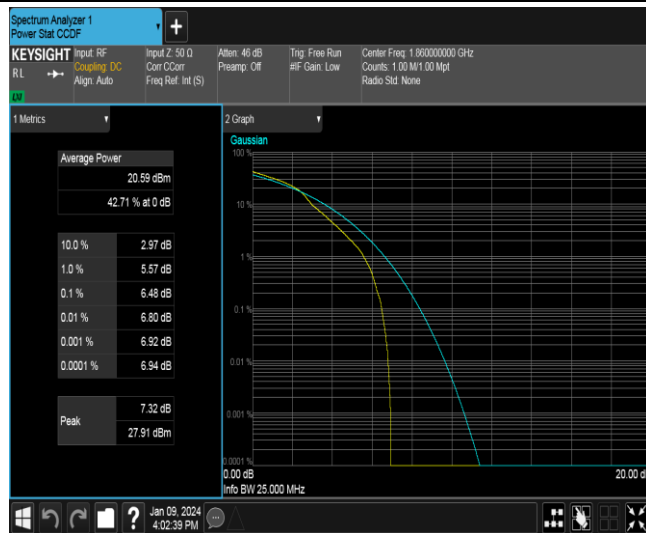 Spectrum Analyzer 1
Power Stat CCDF
KEYSIGHT
RL
Input: RF
Coupling: DC
Align: Auto
Input Z: 50 Ω
Corr CCorr
Freq Ref: Int (S)
Atten: 46 dB
Preamp: Off
Trig: Free Run
#IF Gain: Low
Center Freq: 1.860000000 GHz
Counts: 1.00 M/1.00 Mpt
Radio Std: None
1 Metrics
Average Power
20.59 dBm
42.71 % at 0 dB
10.0 % 2.97 dB
1.0 % 5.57 dB
0.1 % 6.48 dB
0.01 % 6.80 dB
0.001 % 6.92 dB
0.0001 % 6.94 dB
Peak
7.32 dB
27.91 dBm
2 Graph
Gaussian
100 %
10 %
1 %
0.1 %
0.01 %
0.001 %
0.0001 %
0.00 dB
20.00 d
Info BW 25.000 MHz
?
Jan 09, 2024
4:02:39 PM